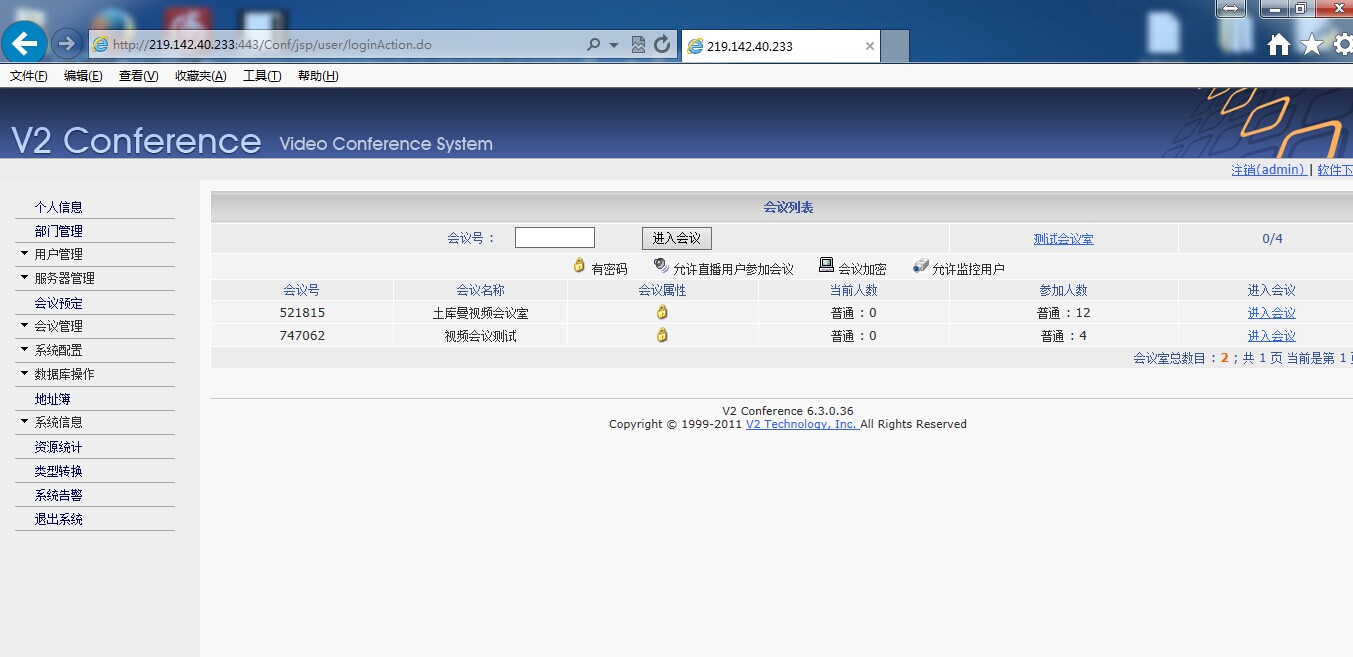 http://219.142.40.233:443/Conf/jsp/user/loginAction.do 219.142.40.233
文件(F) 编辑(E) 查看(V) 收藏夹(A) 工具(T) 帮助(H)
V2 Conference Video Conference System
注销(admin) | 软件下
个人信息
部门管理
用户管理
服务器管理
会议预定
会议管理
系统配置
数据库操作
地址簿
系统信息
资源统计
类型转换
系统告警
退出系统
会议列表
会议号： 进入会议 测试会议室 0/4
有密码 允许直播用户参加会议 会议加密 允许监控用户
会议号 会议名称 会议属性 当前人数 参加人数 进入会议
521815 土库曼视频会议室 普通：0 普通：12 进入会议
747062 视频会议测试 普通：0 普通：4 进入会议
会议室总数目：2；共 1 页 当前是第 1
V2 Conference 6.3.0.36
Copyright © 1999-2011 V2 Technology, Inc. All Rights Reserved